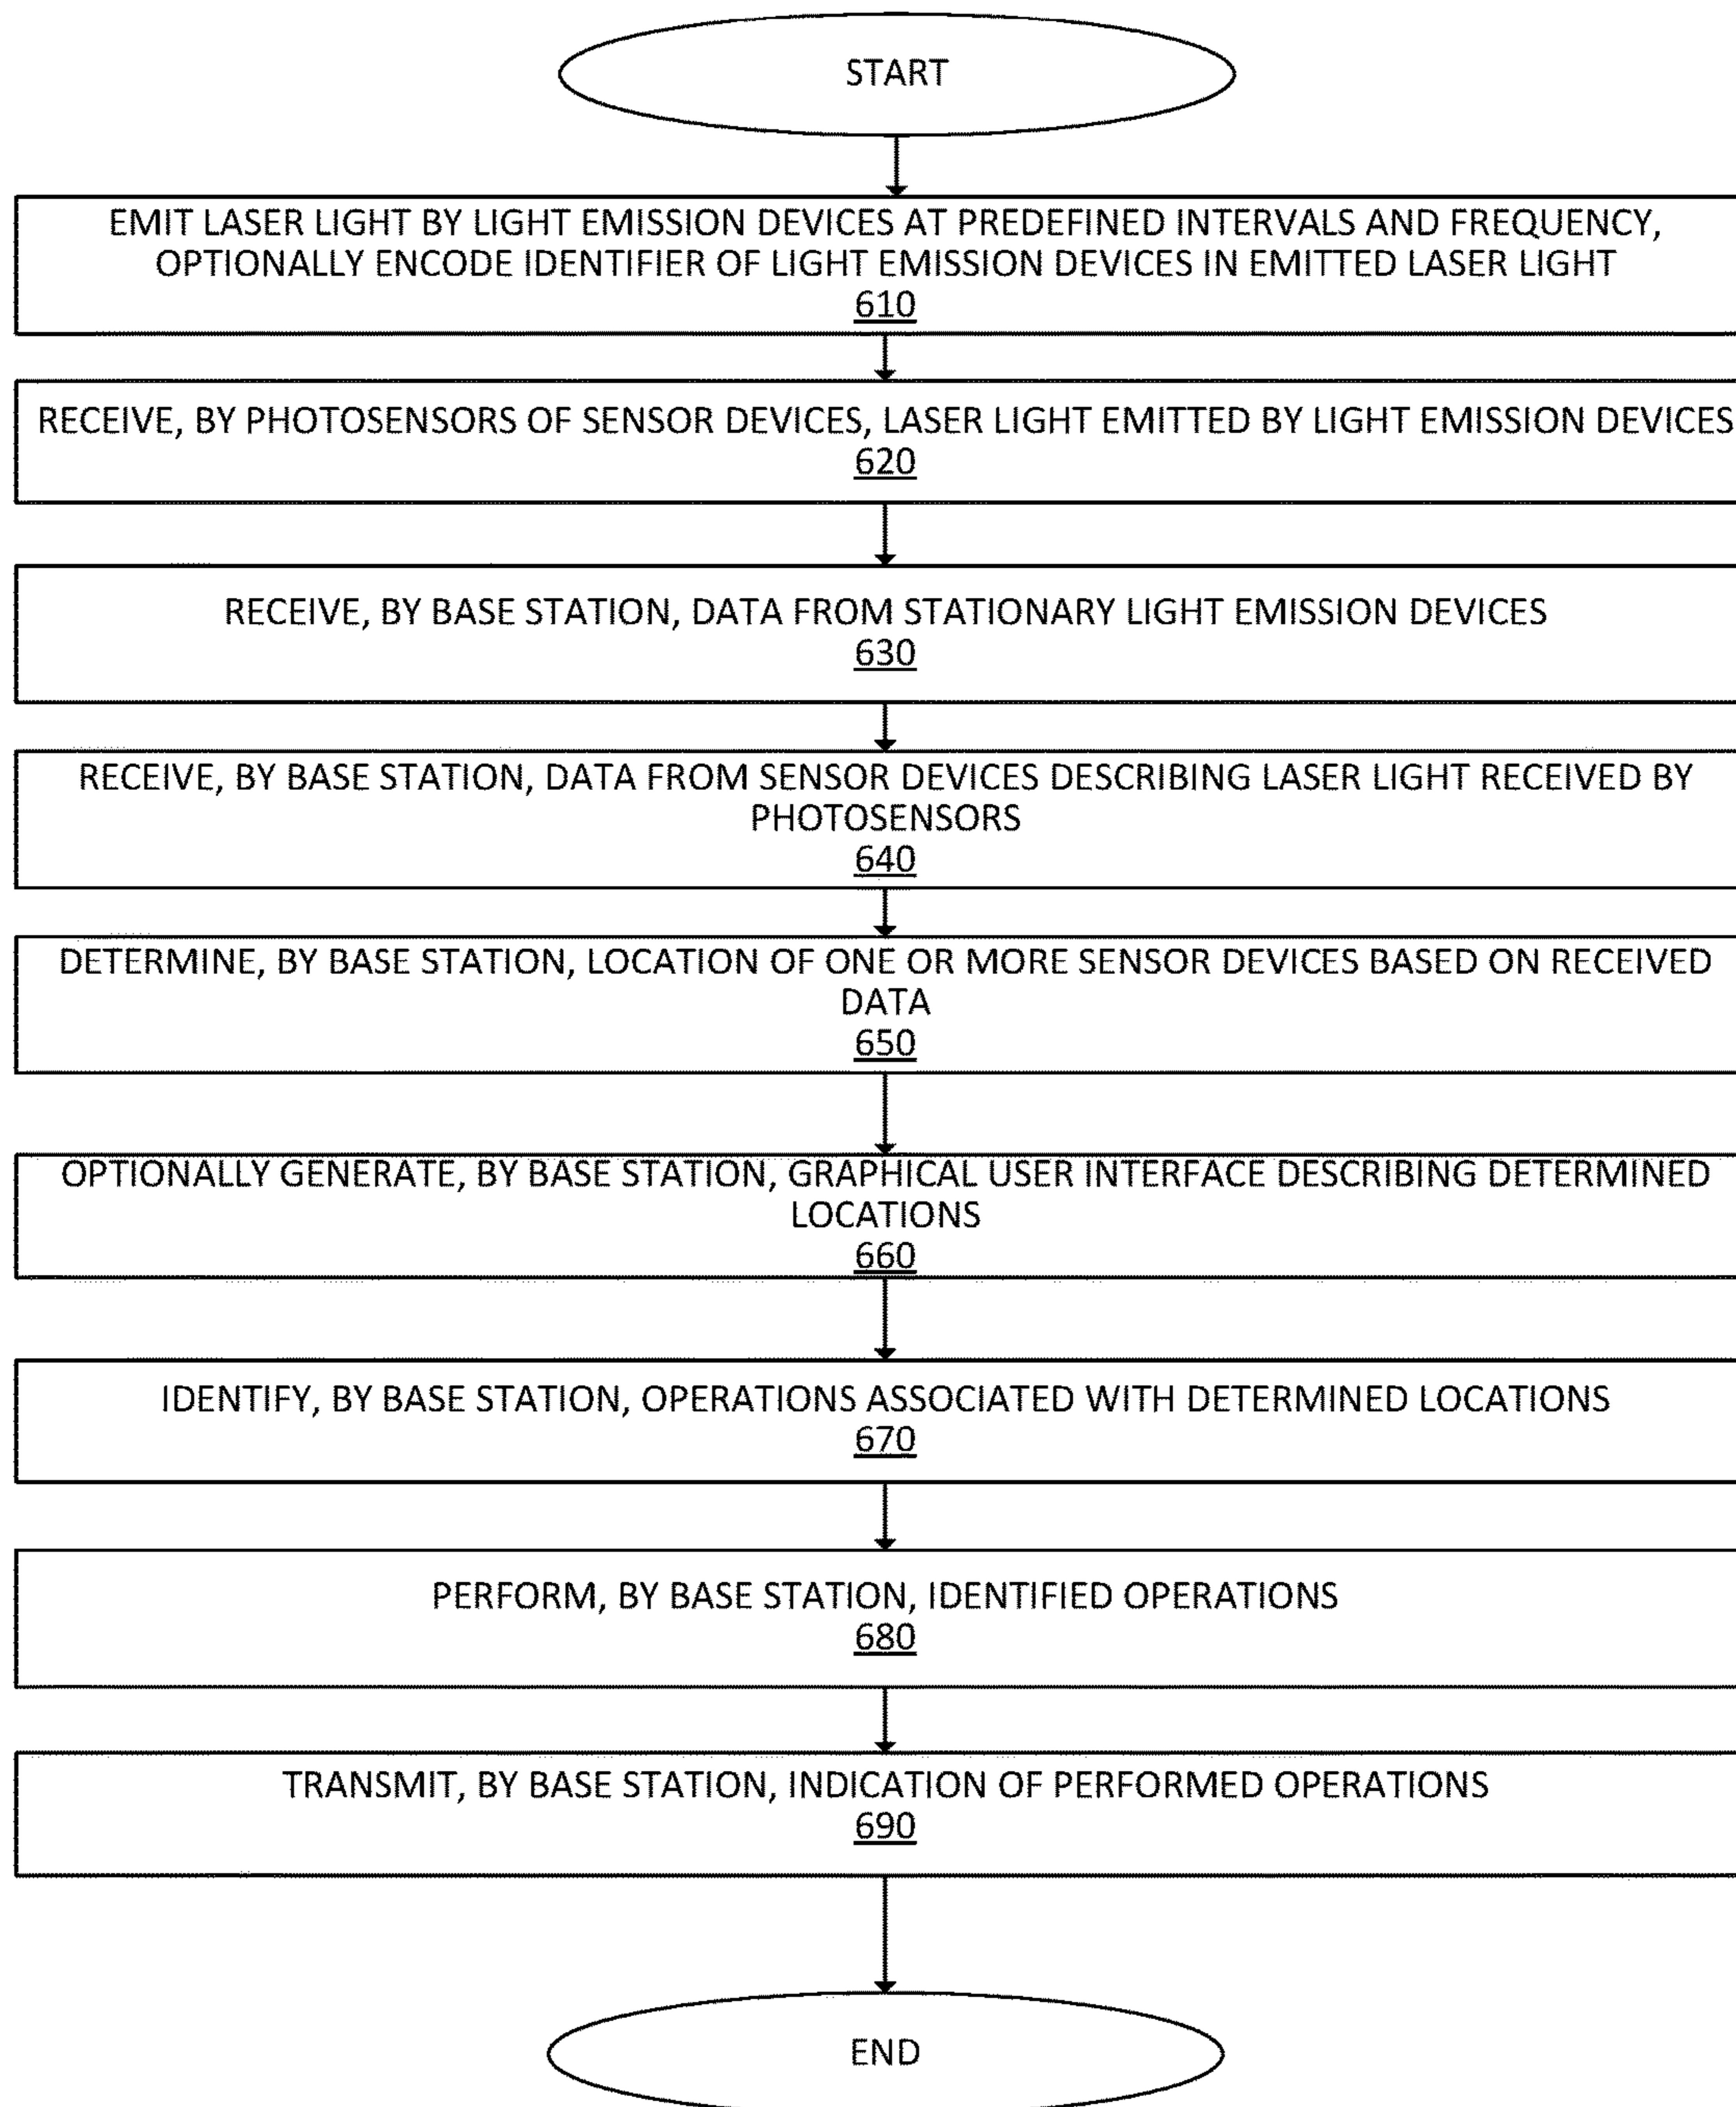 START
EMIT LASER LIGHT BY LIGHT EMISSION DEVICES AT PREDEFINED INTERVALS AND FREQUENCY,
OPTIONALLY ENCODE IDENTIFIER OF LIGHT EMISSION DEVICES IN EMITTED LASER LIGHT
610
RECEIVE, BY PHOTOSENSORS OF SENSOR DEVICES, LASER LIGHT EMITTED BY LIGHT EMISSION DEVICES
620
RECEIVE, BY BASE STATION, DATA FROM STATIONARY LIGHT EMISSION DEVICES
630
RECEIVE, BY BASE STATION, DATA FROM SENSOR DEVICES DESCRIBING LASER LIGHT RECEIVED BY
PHOTOSENSORS
640
DETERMINE, BY BASE STATION, LOCATION OF ONE OR MORE SENSOR DEVICES BASED ON RECEIVED
DATA
650
OPTIONALLY GENERATE, BY BASE STATION, GRAPHICAL USER INTERFACE DESCRIBING DETERMINED
LOCATIONS
660
IDENTIFY, BY BASE STATION, OPERATIONS ASSOCIATED WITH DETERMINED LOCATIONS
670
PERFORM, BY BASE STATION, IDENTIFIED OPERATIONS
680
TRANSMIT, BY BASE STATION, INDICATION OF PERFORMED OPERATIONS
690
END